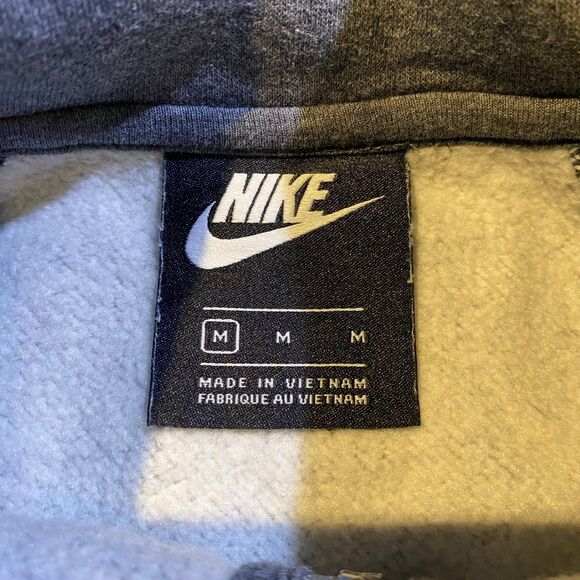 NIKE
M M M
MADE IN VIETNAM
FABRIQUE AU VIETNAM